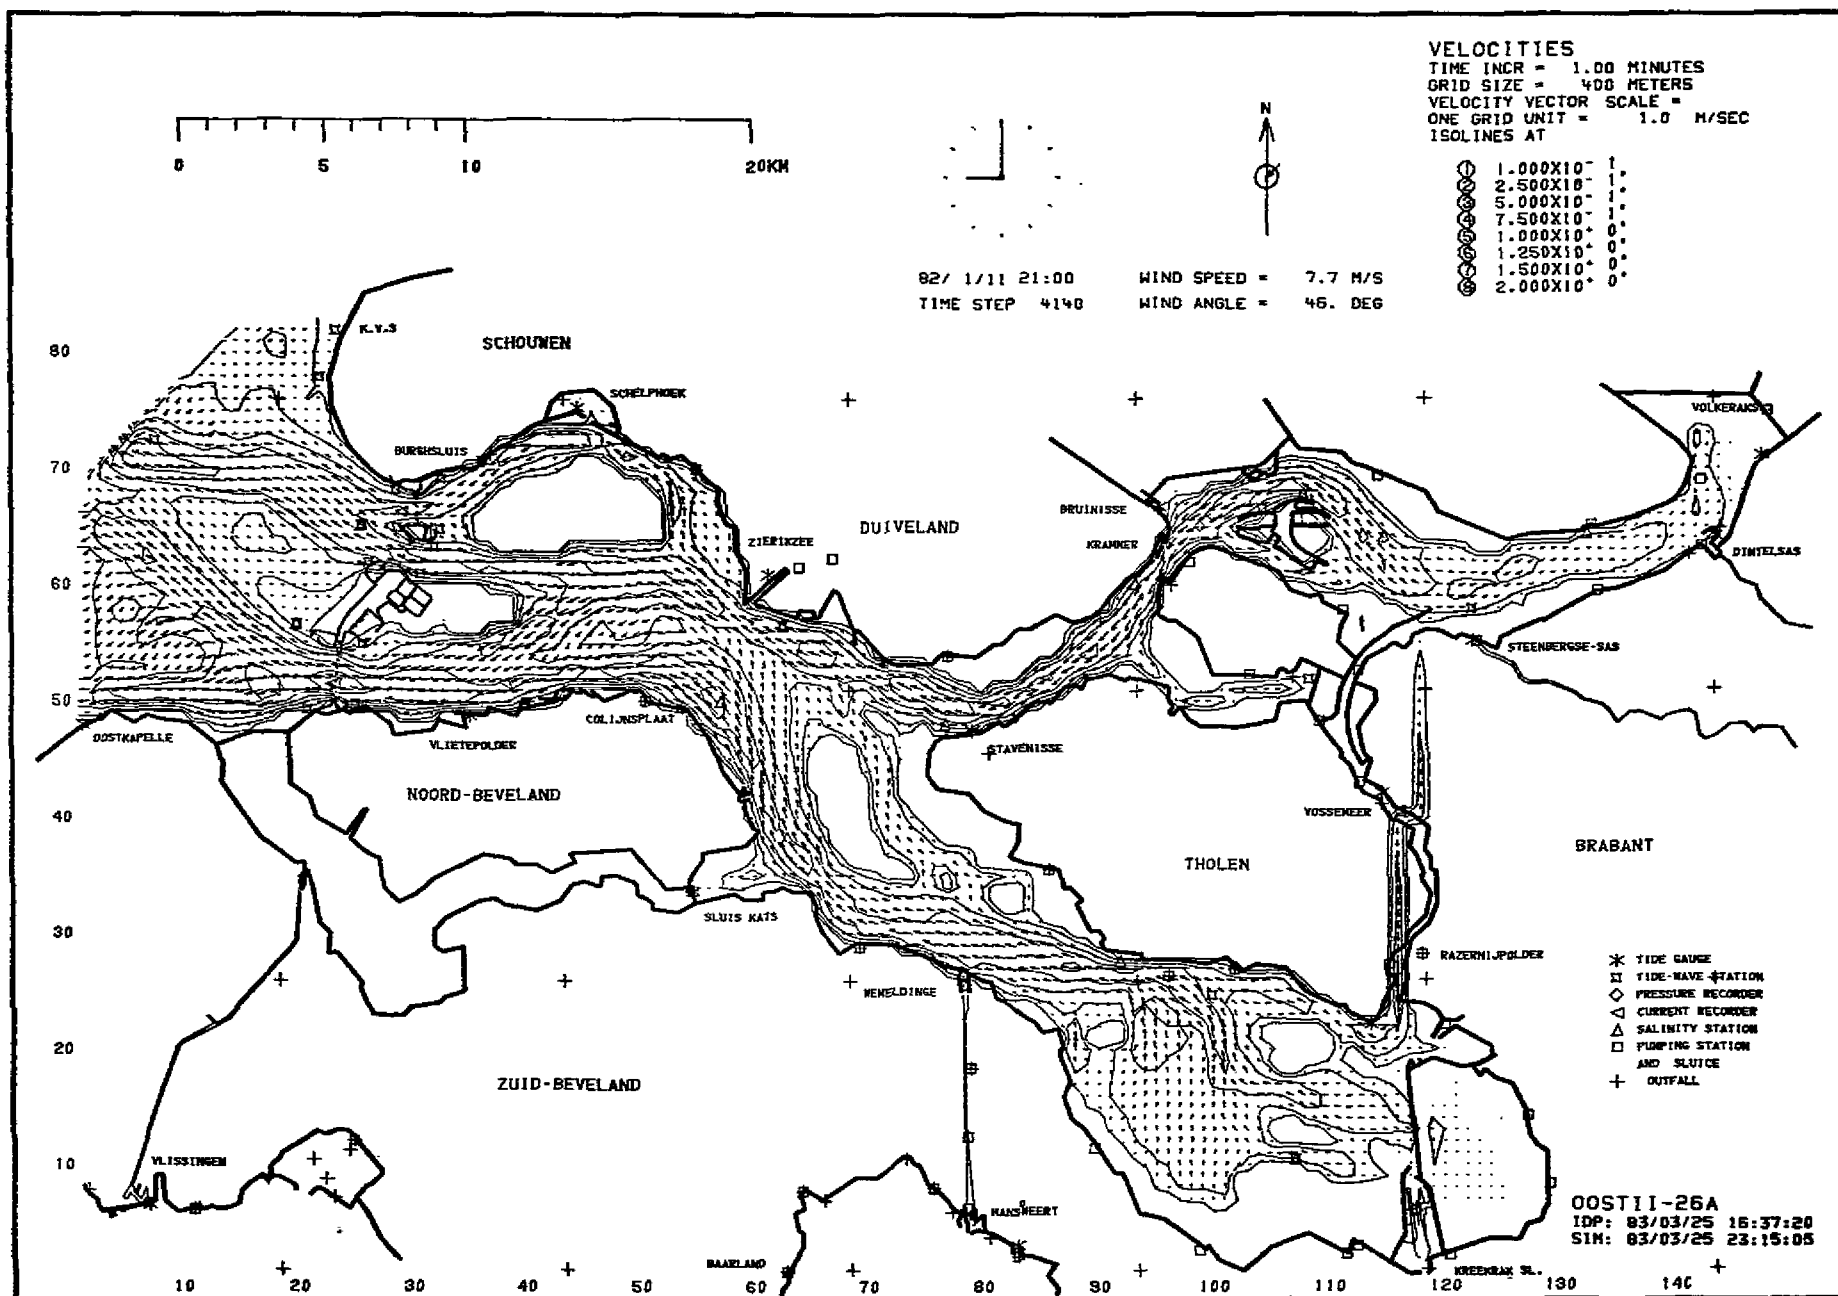 VELOCITIES
TIME INCR = 1.00 MINUTES
GRID SIZE = 400 METERS
VELOCITY VECTOR SCALE =
ONE GRID UNIT = 1.0 M/SEC
ISOLINES AT
① 1.000X10- 1,
② 2.500X10- 1,
③ 5.000X10- 1,
④ 7.500X10- 1,
⑤ 1.000X10+ 0,
⑥ 1.250X10+ 0,
⑦ 1.500X10+ 0,
⑧ 2.000X10+ 0,
0 5 10 20KM
N
82/ 1/11 21:00 WIND SPEED = 7.7 M/S
TIME STEP 4140 WIND ANGLE = 46. DEG
K.Y.3
80
SCHOUWEN
SCHELPHOEK
VOLKERAKS
BURGHSLUIS
70
BRUINISSE
DUIVELAND
ZIERIKZEE
KRAMMER
DINTELSAS
60
STEENBERGSE-SAS
50
OOSTKAPELLE
COLIJNSPLAAT
VLIETEPOLDER
STAVENISSE
NOORD-BEVELAND
VOSSEMEER
40
THOLEN
BRABANT
SLUIS KATS
30
RAZERNIJPOLDER
WEMELDINGE
TIDE GAUGE
TIDE-WAVE STATION
PRESSURE RECORDER
CURRENT RECORDER
SALINITY STATION
PUMPING STATION
AND SLUICE
OUTFALL
20
ZUID-BEVELAND
10
VLISSINGEN
HANSWEERT
BAARLAND
KREEKRAK SL.
OOSTII-26A
IDP: 83/03/25 16:37:20
SIM: 83/03/25 23:15:05
10 20 30 40 50 60 70 80 90 100 110 120 130 140